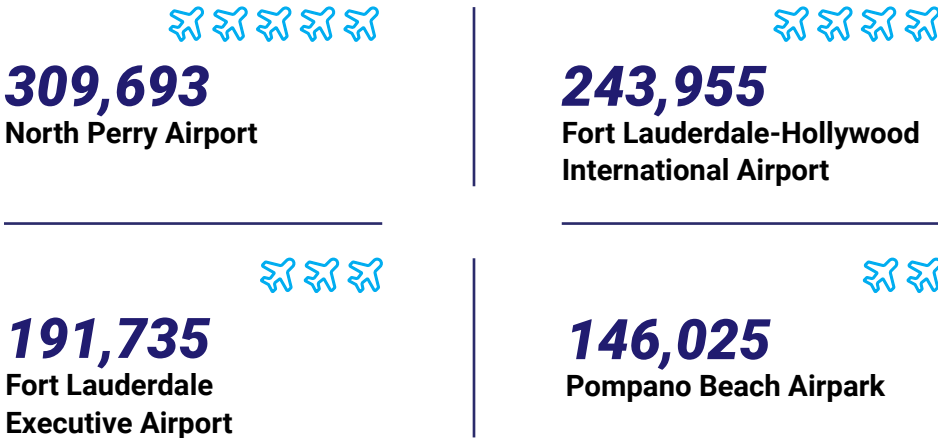 309,693
North Perry Airport
243,955
Fort Lauderdale-Hollywood
International Airport
191,735
Fort Lauderdale
Executive Airport
146,025
Pompano Beach Airpark